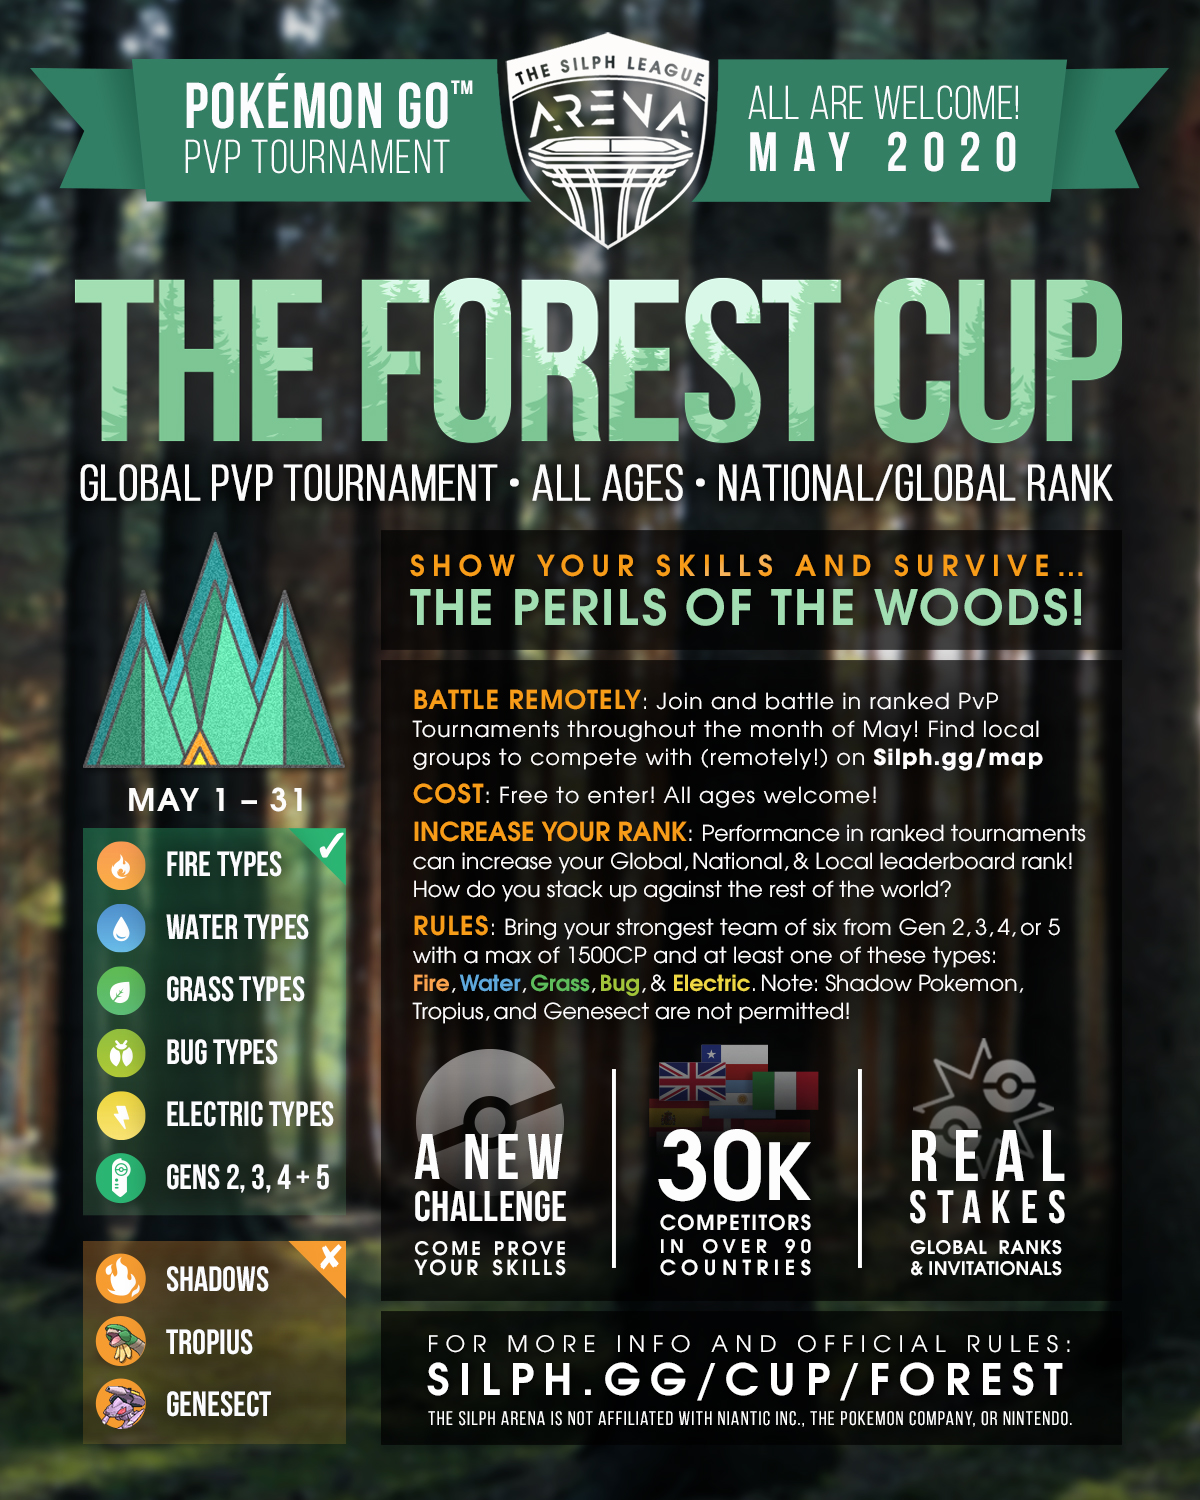 POKÉMON GO™
PVP TOURNAMENT
THE SILPH LEAGUE
ARENA
ALL ARE WELCOME!
MAY 2020
THE FOREST CUP
GLOBAL PVP TOURNAMENT • ALL AGES • NATIONAL/GLOBAL RANK
MAY 1 – 31
FIRE TYPES
WATER TYPES
GRASS TYPES
BUG TYPES
ELECTRIC TYPES
GENS 2, 3, 4 + 5
SHADOWS
TROPIUS
GENESECT
SHOW YOUR SKILLS AND SURVIVE...
THE PERILS OF THE WOODS!
BATTLE REMOTELY: Join and battle in ranked PvP
Tournaments throughout the month of May! Find local
groups to compete with (remotely!) on Silph.gg/map
COST: Free to enter! All ages welcome!
INCREASE YOUR RANK: Performance in ranked tournaments
can increase your Global, National, & Local leaderboard rank!
How do you stack up against the rest of the world?
RULES: Bring your strongest team of six from Gen 2, 3, 4, or 5
with a max of 1500CP and at least one of these types:
Fire, Water, Grass, Bug, & Electric. Note: Shadow Pokemon,
Tropius, and Genesect are not permitted!
A NEW
CHALLENGE
COME PROVE
YOUR SKILLS
30K
COMPETITORS
IN OVER 90
COUNTRIES
REAL
STAKES
GLOBAL RANKS
& INVITATIONALS
FOR MORE INFO AND OFFICIAL RULES:
SILPH.GG/CUP/FOREST
THE SILPH ARENA IS NOT AFFILIATED WITH NIANTIC INC., THE POKEMON COMPANY, OR NINTENDO.